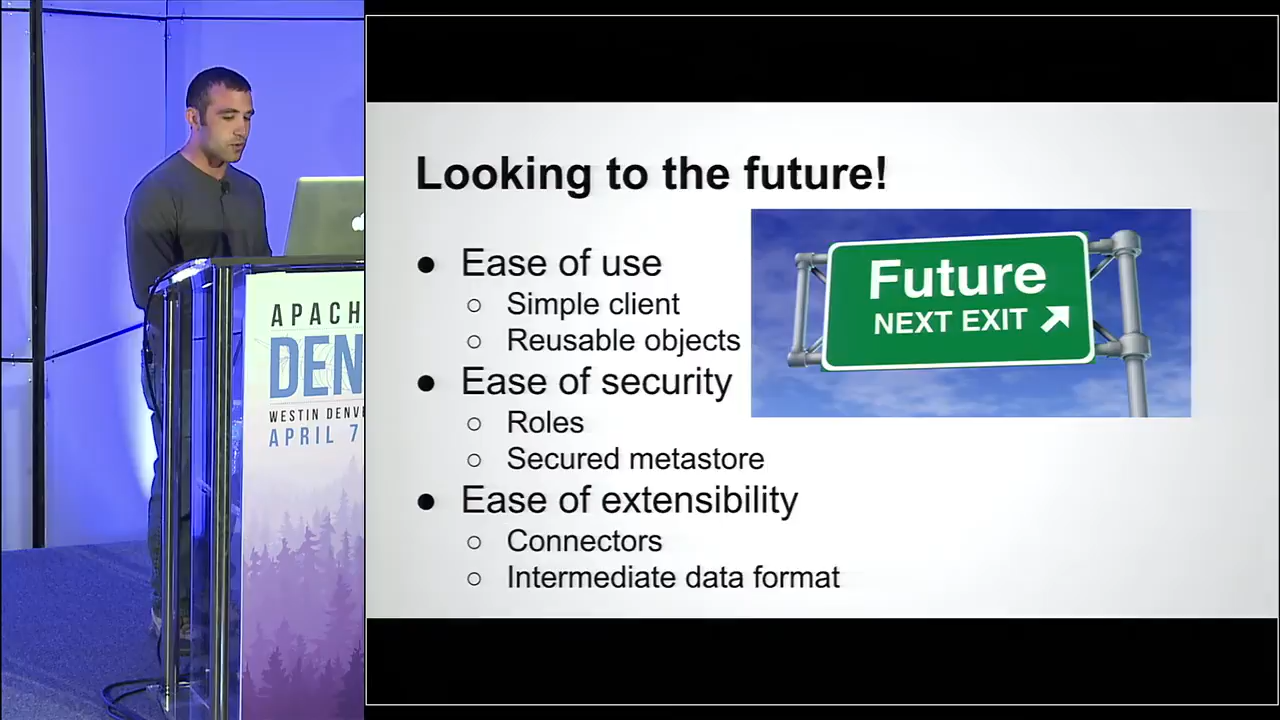 APACH
DEN
WESTIN DENV
APRIL 7
Looking to the future!
● Ease of use
○ Simple client
○ Reusable objects
● Ease of security
○ Roles
○ Secured metastore
● Ease of extensibility
○ Connectors
○ Intermediate data format
Future
NEXT EXIT